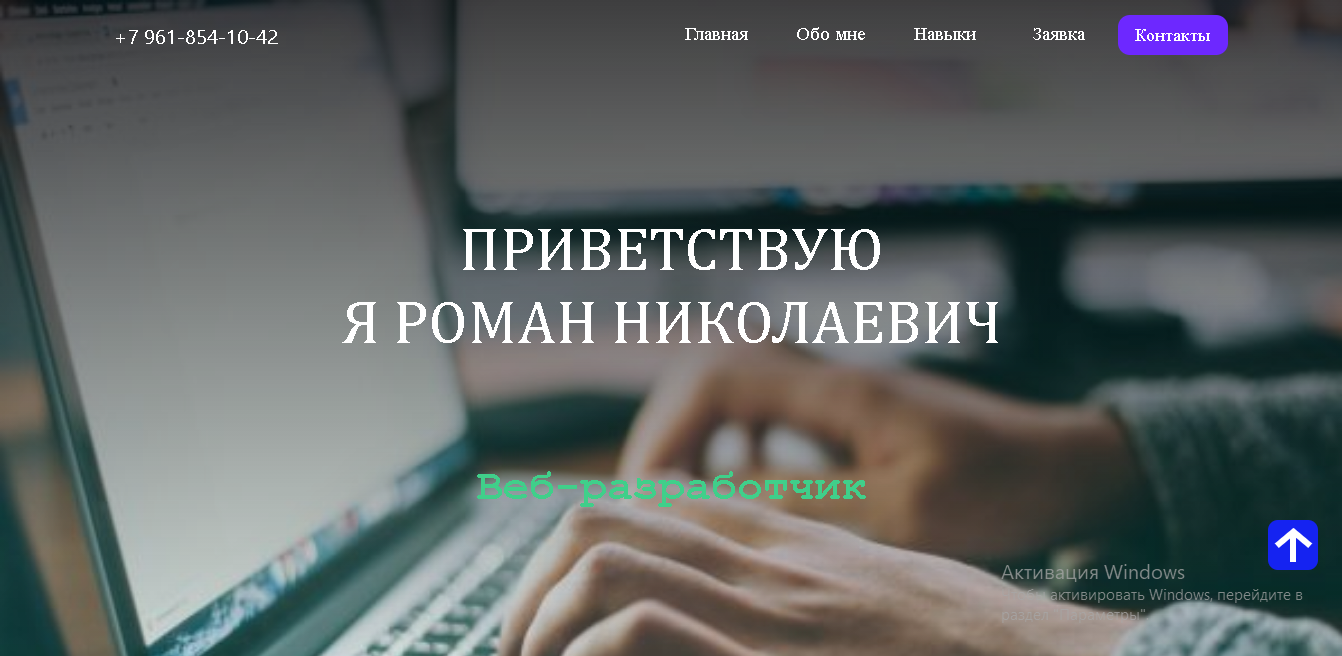 +7 961-854-10-42
Главная
Обо мне
Навыки
Заявка
Контакты
ПРИВЕТСТВУЮ
Я РОМАН НИКОЛАЕВИЧ
Веб-разработчик
Активация Windows
Чтобы активировать Windows, перейдите в
раздел "Параметры".